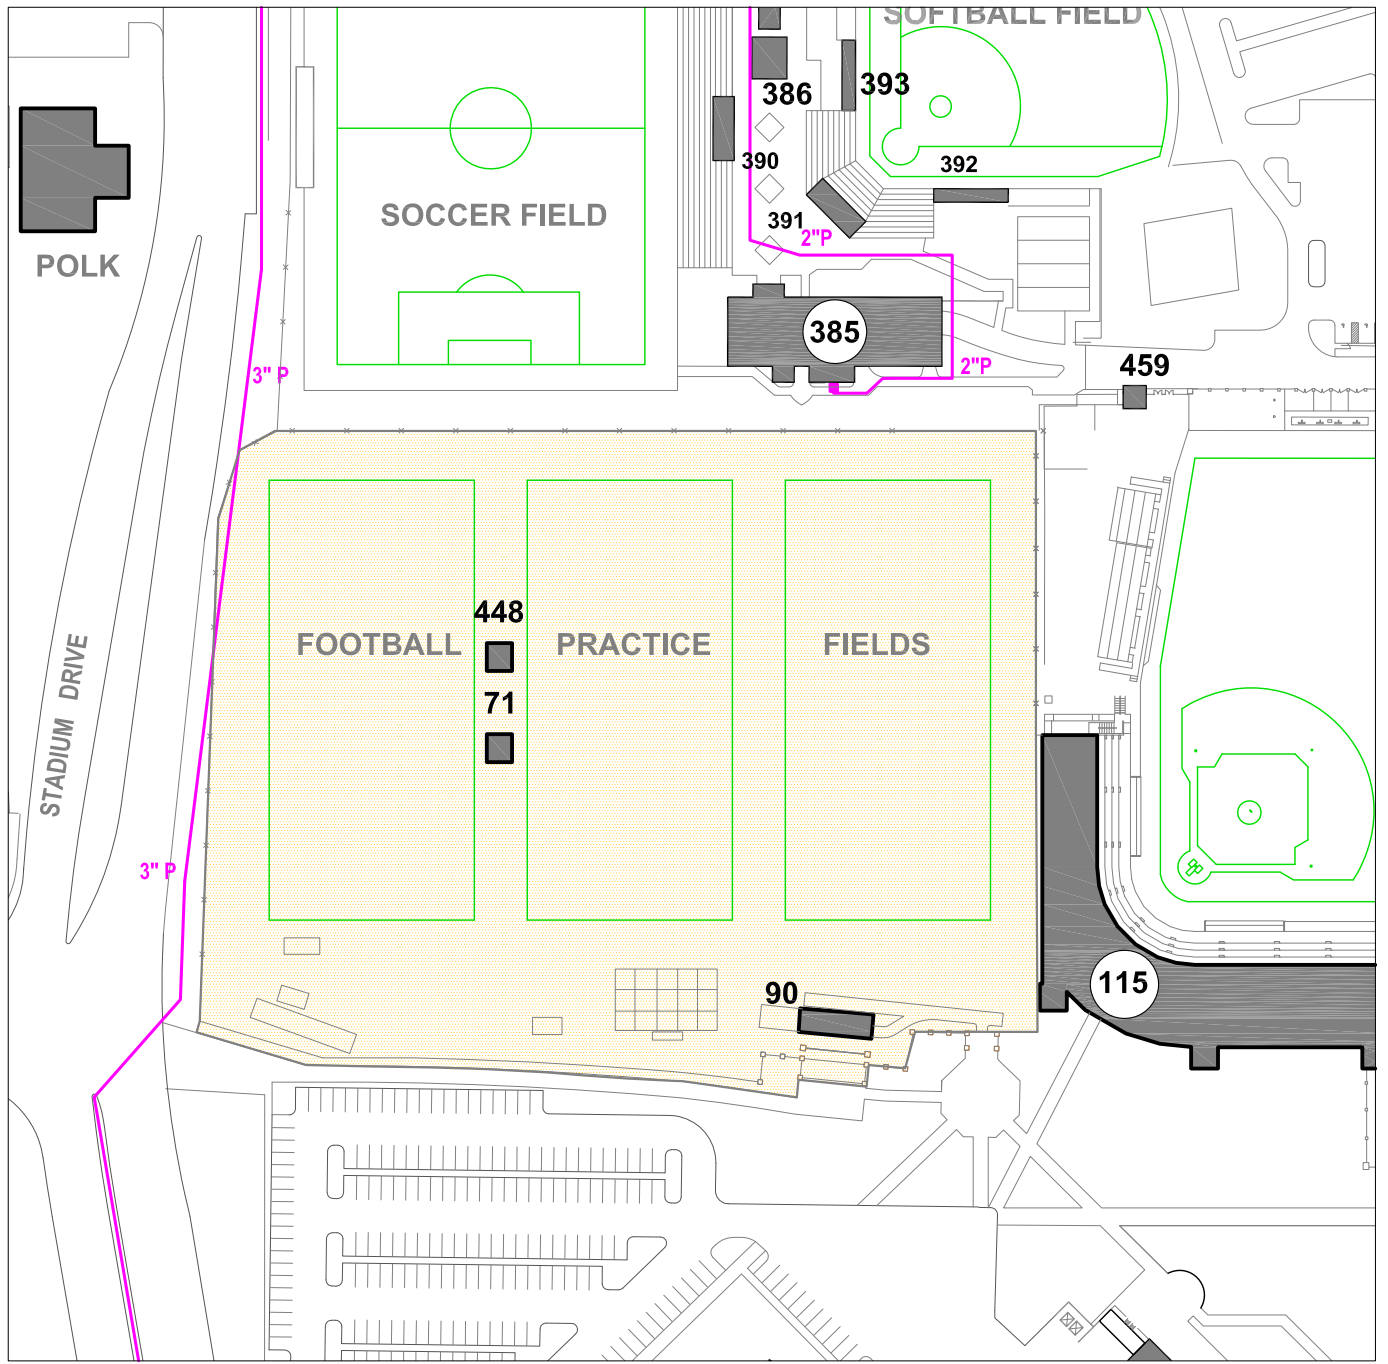 SOFTBALL FIELD
386
393
390
392
SOCCER FIELD
391
2"P
POLK
385
459
3" P
2"P
448
FOOTBALL
PRACTICE
FIELDS
71
STADIUM DRIVE
3" P
90
115